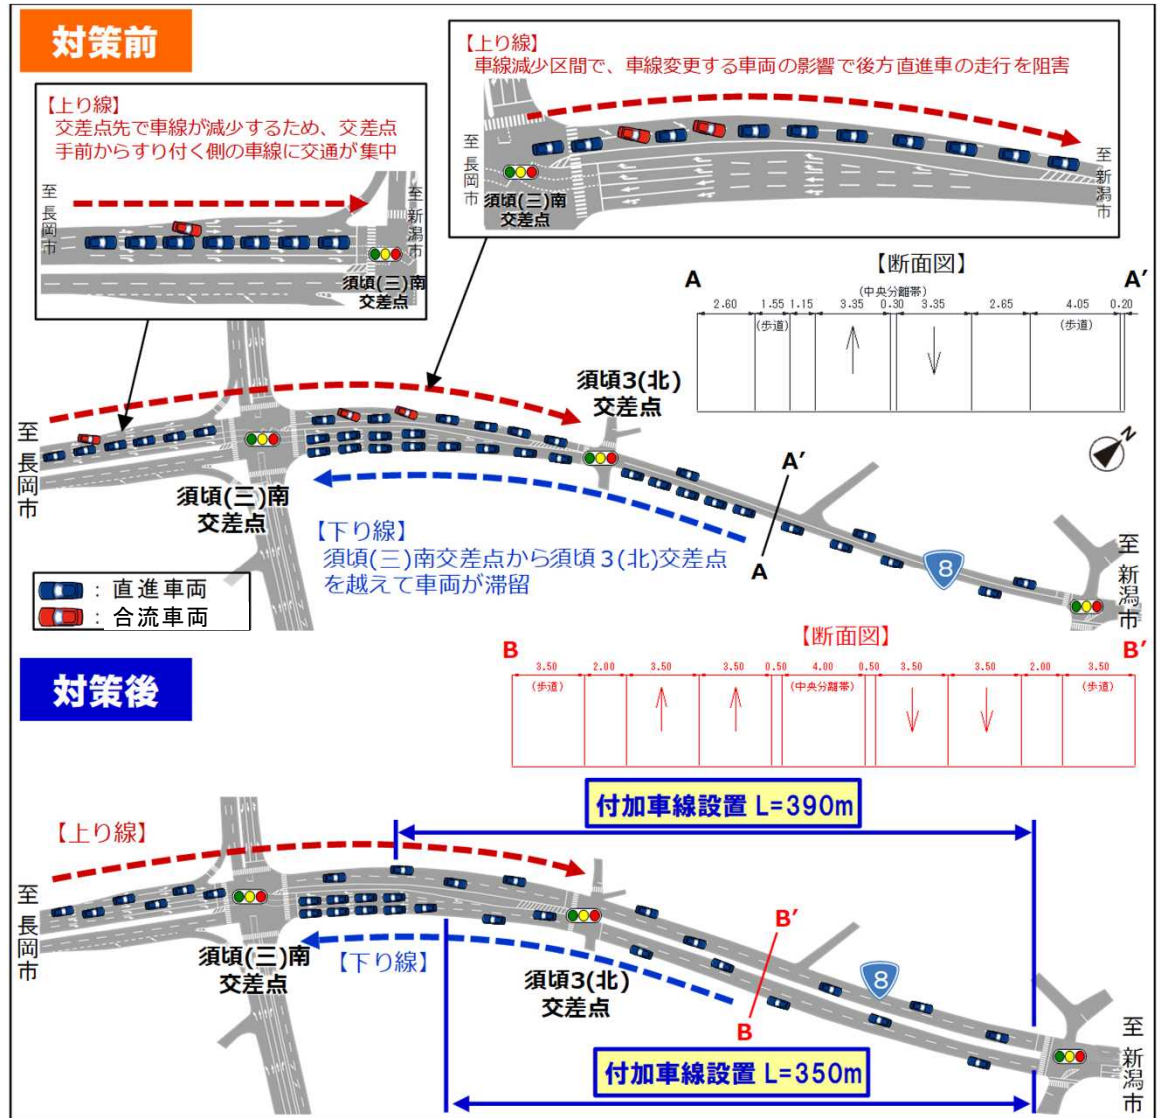 対策前
【上り線】
交差点先で車線が減少するため、交差点
手前からすり付く側の車線に交通が集中
至 長岡市
至 新潟市
須頃(三)南
交差点
【上り線】
車線減少区間で、車線変更する車両の影響で後方直進車の走行を阻害
至 長岡市
須頃(三)南
交差点
至 新潟市
【断面図】
A
A′
(中央分離帯)
2.60 1.55 1.15 3.35 0.30 3.35 2.65 4.05 0.20
(歩道) (歩道)
須頃3(北)
交差点
N
至 長岡市
須頃(三)南
交差点
【下り線】
須頃(三)南交差点から須頃3(北)交差点
を越えて車両が滞留
A′
A
8
至 新潟市
：直進車両
：合流車両
対策後
【断面図】
B
B′
3.50 2.00 3.50 3.50 0.50 4.00 0.50 3.50 3.50 2.00 3.50
(歩道) (中央分離帯) (歩道)
付加車線設置 L=390m
【上り線】
至 長岡市
須頃(三)南
交差点
【下り線】
須頃3(北)
交差点
B′
B
8
至 新潟市
付加車線設置 L=350m